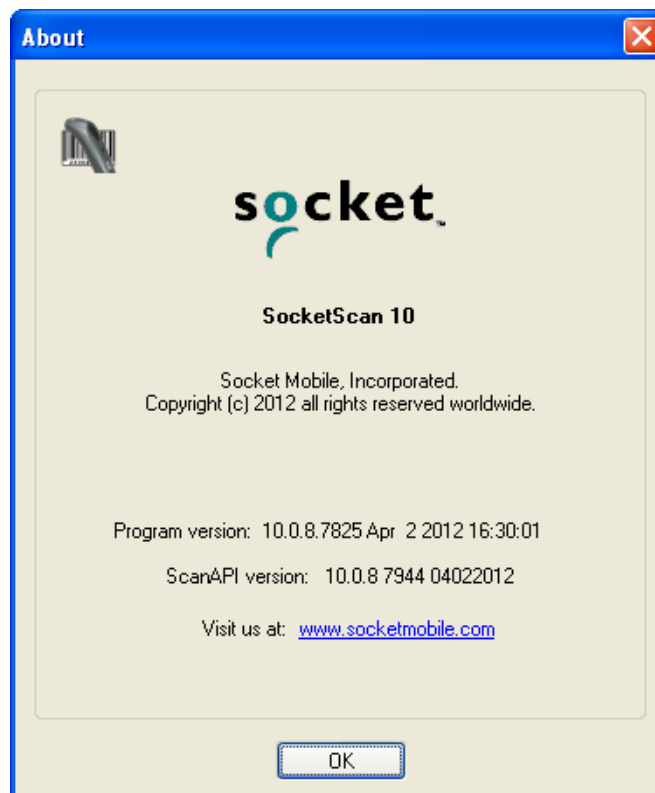 About
socket™
SocketScan 10
Socket Mobile, Incorporated.
Copyright (c) 2012 all rights reserved worldwide.
Program version: 10.0.8.7825 Apr 2 2012 16:30:01
ScanAPI version: 10.0.8 7944 04022012
Visit us at: www.socketmobile.com
OK